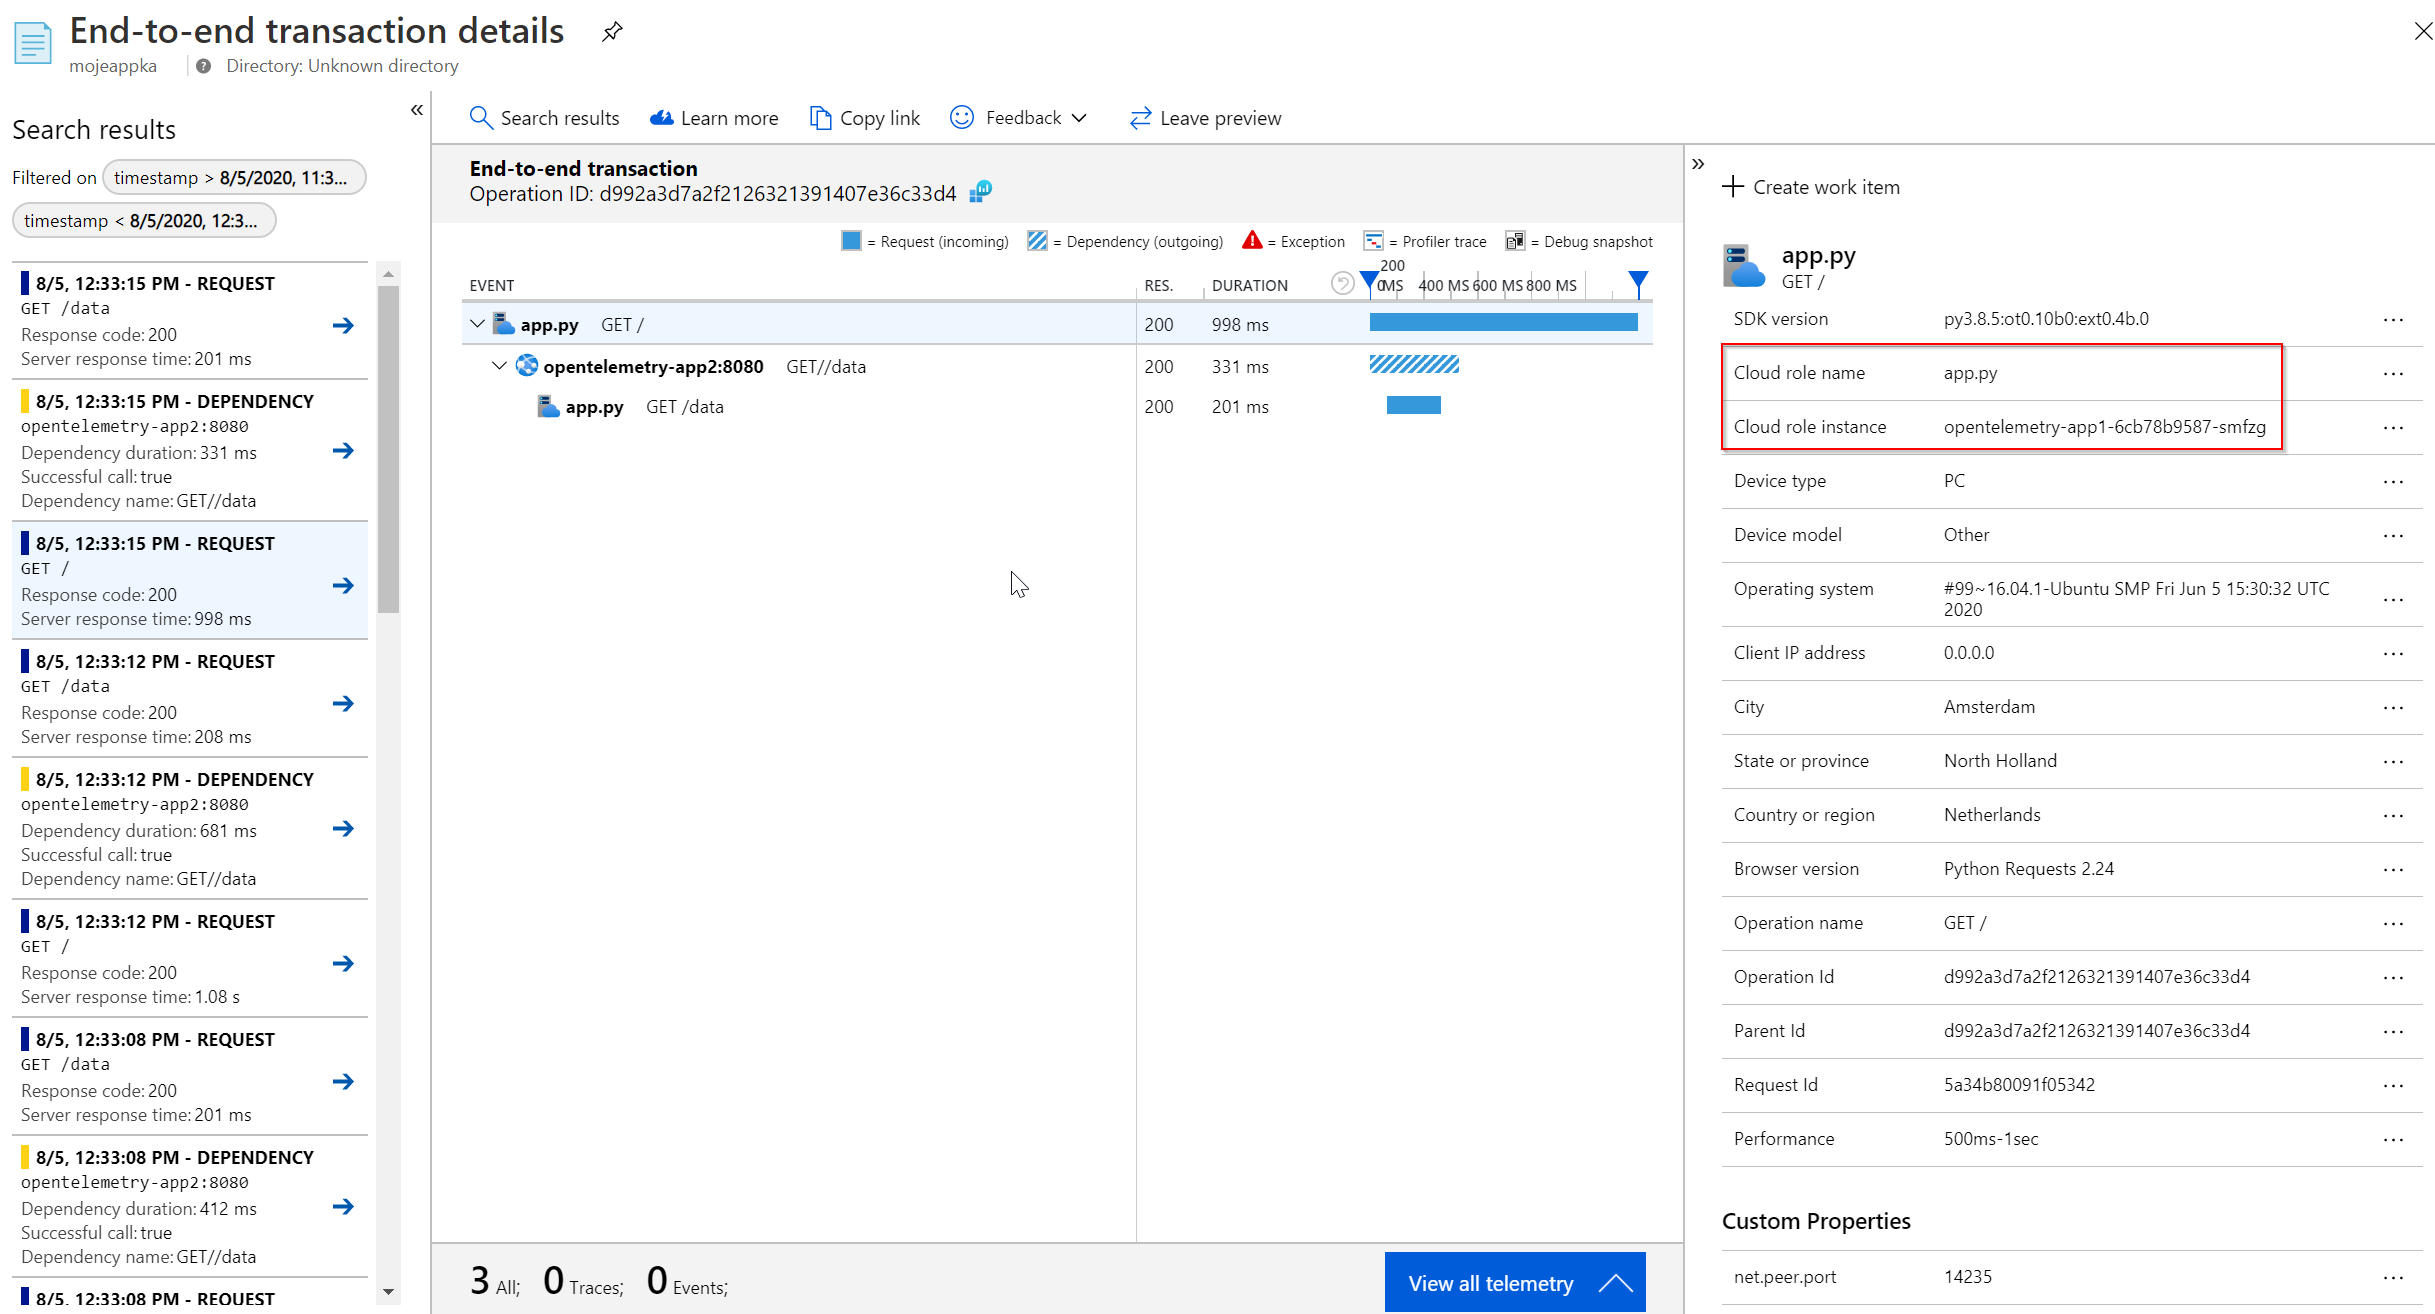 End-to-end transaction details
mojeappka
Directory: Unknown directory
Search results
Filtered on
timestamp > 8/5/2020, 11:3...
timestamp < 8/5/2020, 12:3...
8/5, 12:33:15 PM - REQUEST
GET /data
Response code: 200
Server response time: 201 ms
8/5, 12:33:15 PM - DEPENDENCY
opentelemetry-app2:8080
Dependency duration: 331 ms
Successful call: true
Dependency name: GET//data
8/5, 12:33:15 PM - REQUEST
GET /
Response code: 200
Server response time: 998 ms
8/5, 12:33:12 PM - REQUEST
GET /data
Response code: 200
Server response time: 208 ms
8/5, 12:33:12 PM - DEPENDENCY
opentelemetry-app2:8080
Dependency duration: 681 ms
Successful call: true
Dependency name: GET//data
8/5, 12:33:12 PM - REQUEST
GET /
Response code: 200
Server response time: 1.08 s
8/5, 12:33:08 PM - REQUEST
GET /data
Response code: 200
Server response time: 201 ms
8/5, 12:33:08 PM - DEPENDENCY
opentelemetry-app2:8080
Dependency duration: 412 ms
Successful call: true
Dependency name: GET//data
8/5, 12:33:08 PM - REQUEST
Search results
Learn more
Copy link
Feedback
Leave preview
End-to-end transaction
Operation ID: d992a3d7a2f2126321391407e36c33d4
= Request (incoming)
= Dependency (outgoing)
= Exception
= Profiler trace
= Debug snapshot
EVENT RES. DURATION 0 200 MS 400 MS 600 MS 800 MS
app.py GET / 200 998 ms
opentelemetry-app2:8080 GET//data 200 331 ms
app.py GET /data 200 201 ms
3 All; 0 Traces; 0 Events;
View all telemetry
Create work item
app.py
GET /
SDK version py3.8.5:ot0.10b0:ext0.4b.0 ...
Cloud role name app.py ...
Cloud role instance opentelemetry-app1-6cb78b9587-smfzg ...
Device type PC ...
Device model Other ...
Operating system #99~16.04.1-Ubuntu SMP Fri Jun 5 15:30:32 UTC
2020 ...
Client IP address 0.0.0.0 ...
City Amsterdam ...
State or province North Holland ...
Country or region Netherlands ...
Browser version Python Requests 2.24 ...
Operation name GET / ...
Operation Id d992a3d7a2f2126321391407e36c33d4 ...
Parent Id d992a3d7a2f2126321391407e36c33d4 ...
Request Id 5a34b80091f05342 ...
Performance 500ms-1sec ...
Custom Properties
net.peer.port 14235 ...